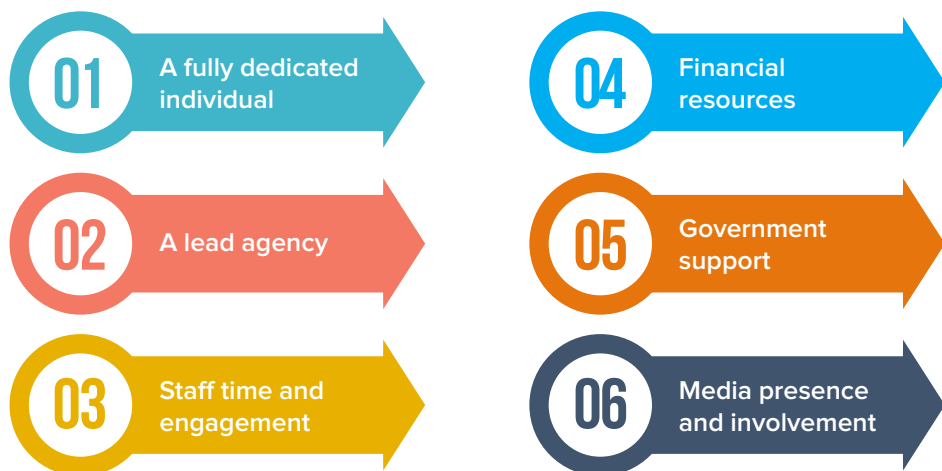 01
A fully dedicated
individual
02
A lead agency
03
Staff time and
engagement
04
Financial
resources
05
Government
support
06
Media presence
and involvement